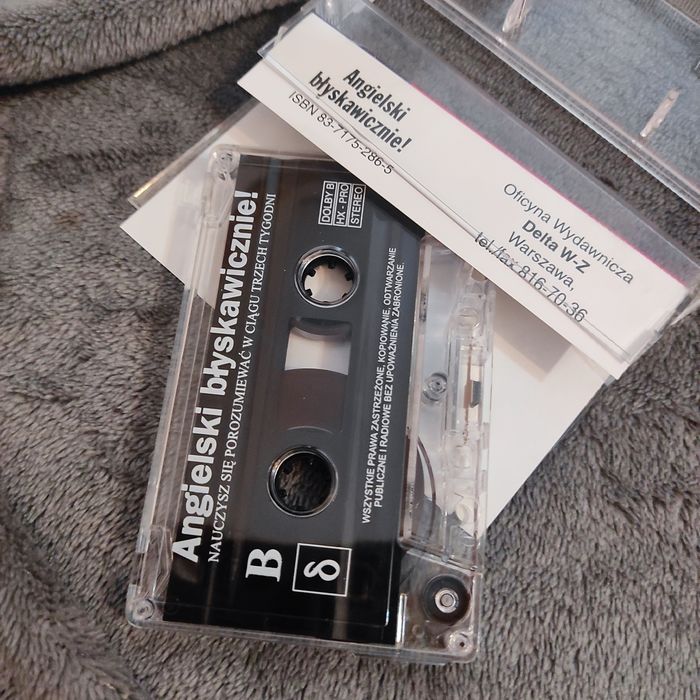 Angielski
błyskawicznie!
ISBN 83-7175-286-5
Oficyna Wydawnicza
Delta W-Z
Warszawa,
tel./fax 816-70-36
Angielski błyskawicznie!
NAUCZYSZ SIĘ POROZUMIEWAĆ W CIĄGU TRZECH TYGODNI
DOLBY B
HX - PRO
STEREO
B
δ
WSZYSTKIE PRAWA ZASTRZEŻONE, KOPIOWANIE, ODTWARZANIE
PUBLICZNE I RADIOWE BEZ UPOWAŻNIENIA ZABRONIONE.